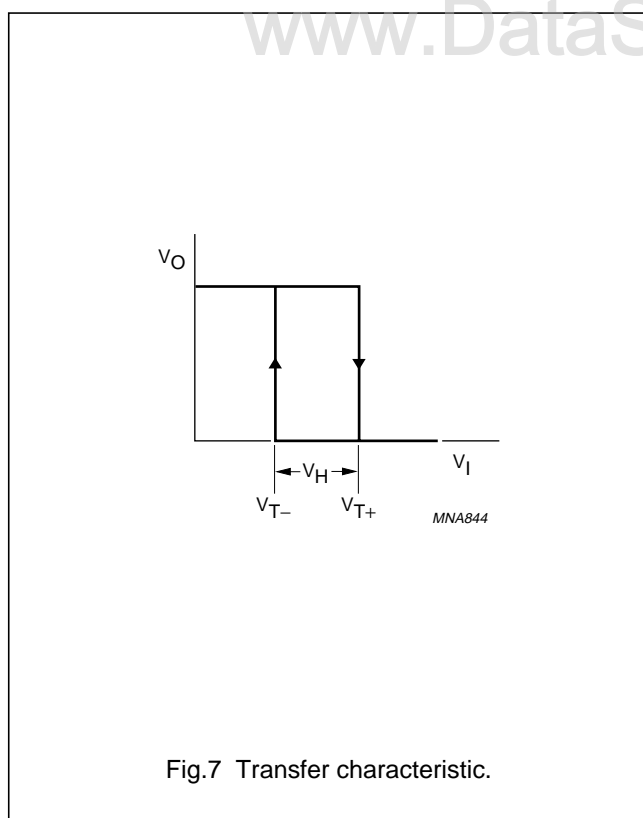 www.DataS
VO
VH
VI
VT−
VT+
MNA844
Fig.7 Transfer characteristic.